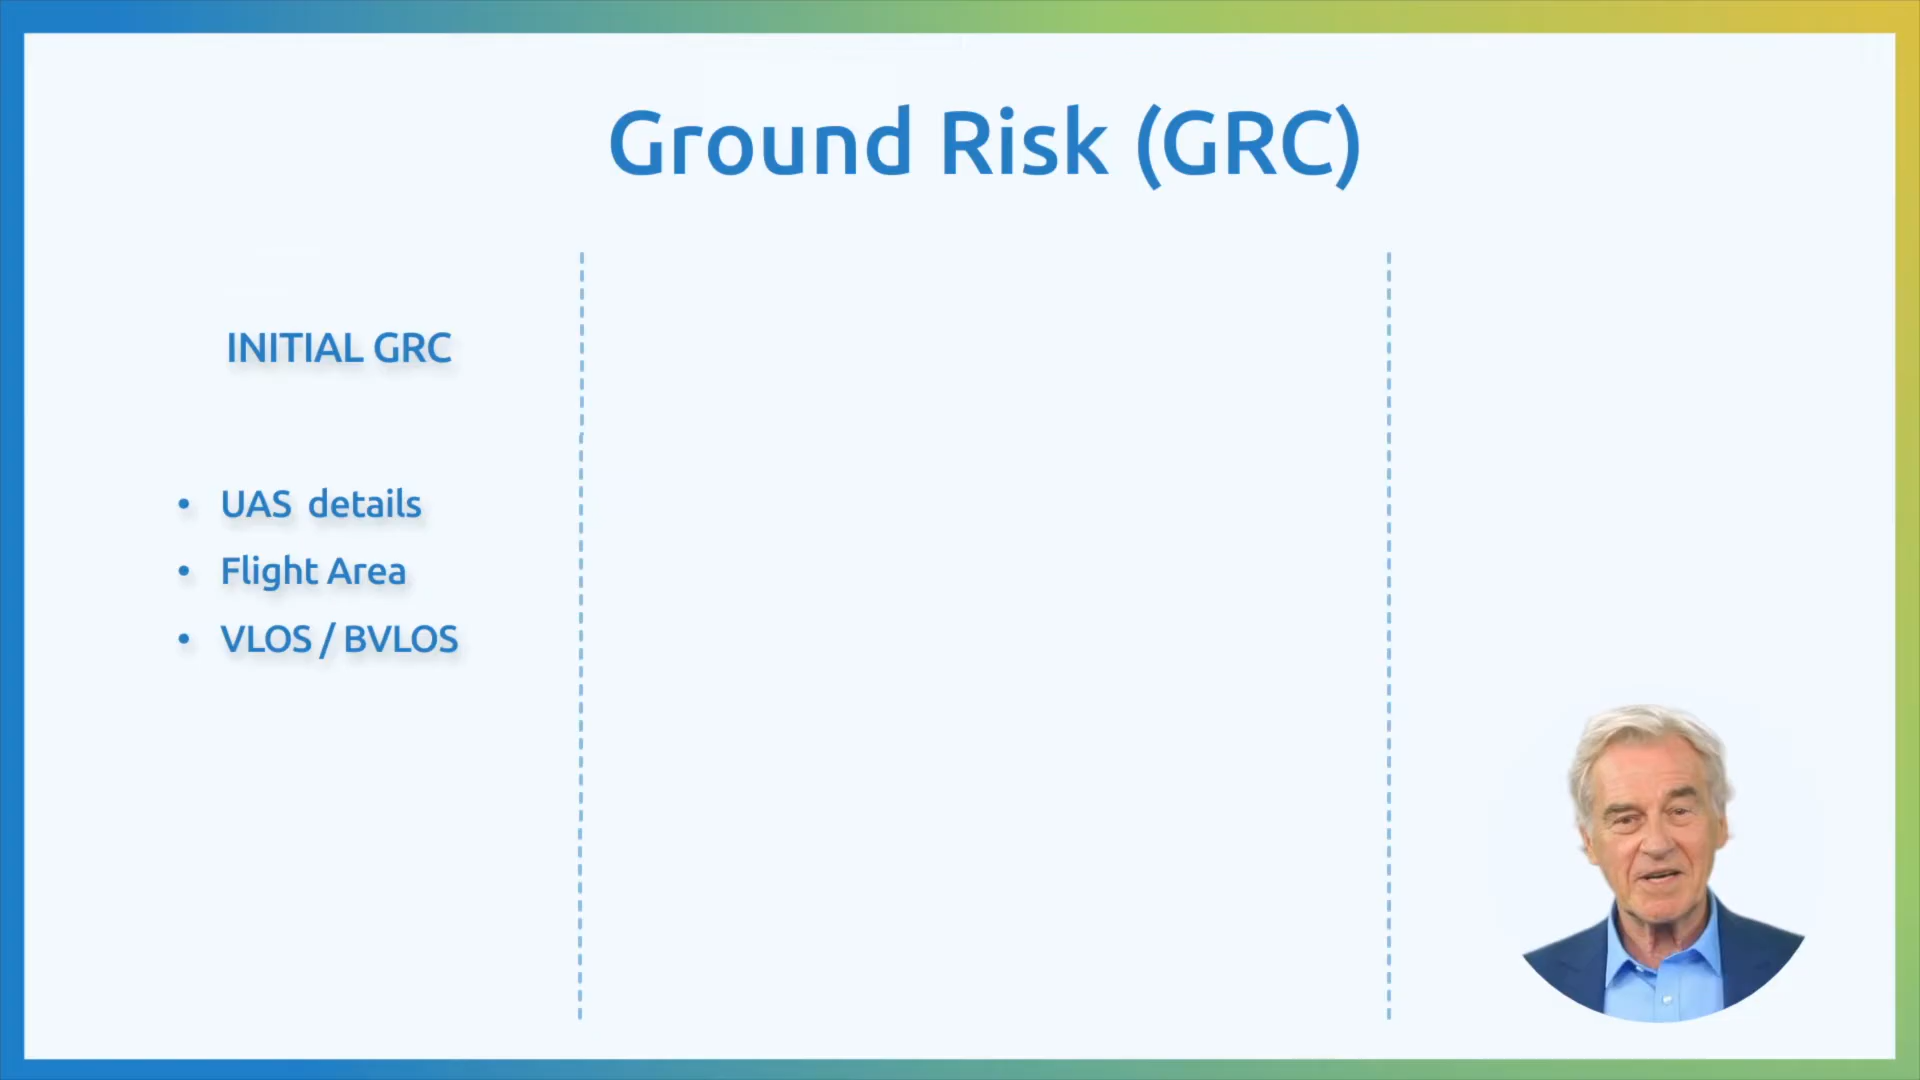 Ground Risk (GRC)
INITIAL GRC
• UAS details
• Flight Area
• VLOS / BVLOS